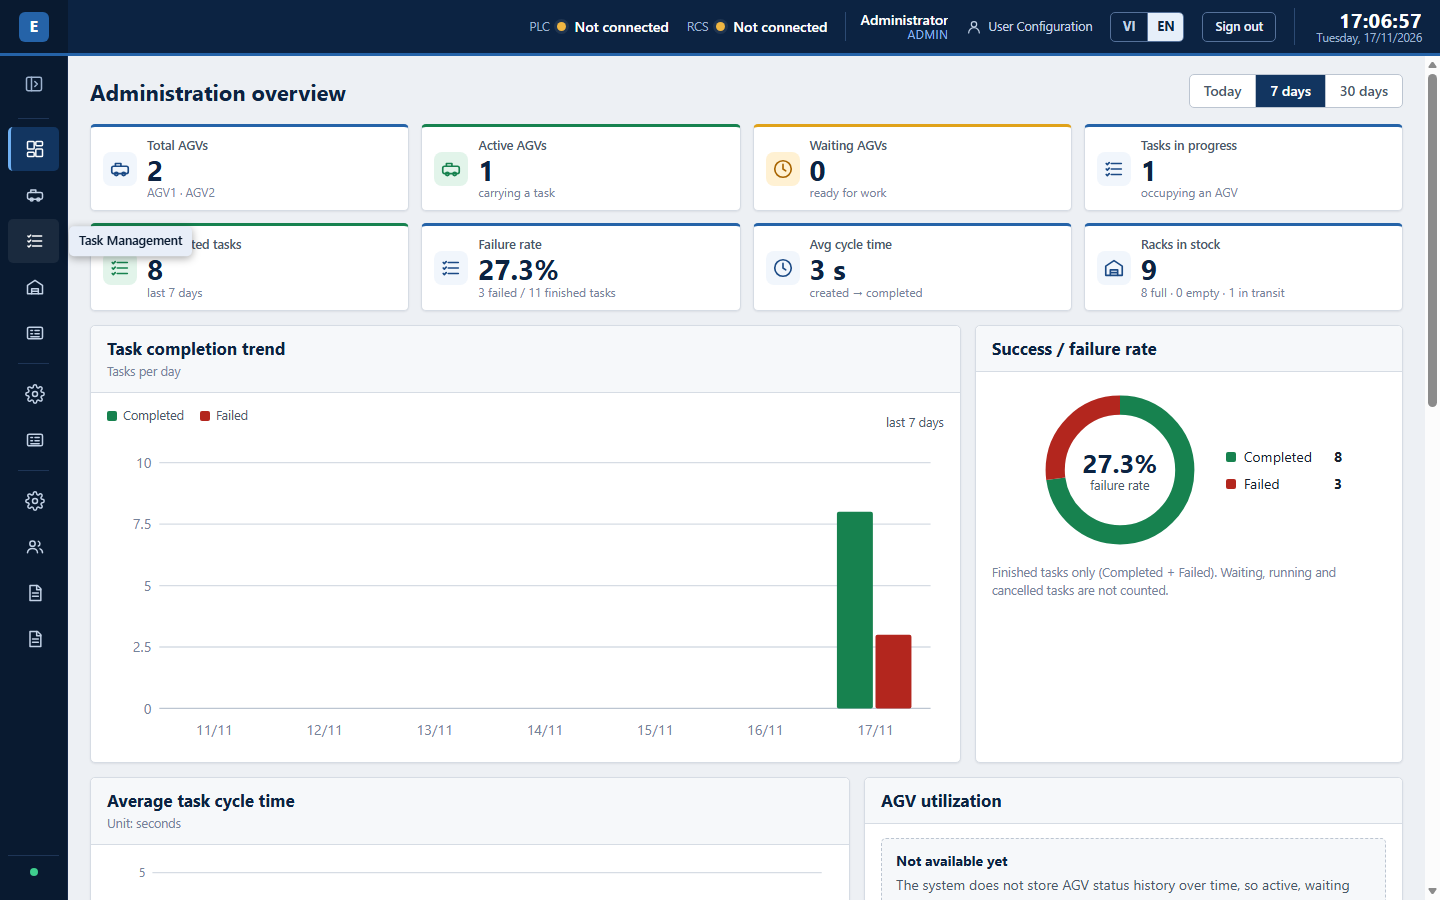 E
PLC Not connected RCS Not connected
Administrator
ADMIN
User Configuration
VI EN
Sign out
17:06:57
Tuesday, 17/11/2026
Administration overview
Today 7 days 30 days
Total AGVs
2
AGV1 · AGV2
Active AGVs
1
carrying a task
Waiting AGVs
0
ready for work
Tasks in progress
1
occupying an AGV
Task Management
ted tasks
8
last 7 days
Failure rate
27.3%
3 failed / 11 finished tasks
Avg cycle time
3 s
created → completed
Racks in stock
9
8 full · 0 empty · 1 in transit
Task completion trend
Tasks per day
Completed Failed
last 7 days
10
7.5
5
2.5
0
11/11 12/11 13/11 14/11 15/11 16/11 17/11
Success / failure rate
27.3%
failure rate
Completed 8
Failed 3
Finished tasks only (Completed + Failed). Waiting, running and
cancelled tasks are not counted.
Average task cycle time
Unit: seconds
5
AGV utilization
Not available yet
The system does not store AGV status history over time, so active, waiting